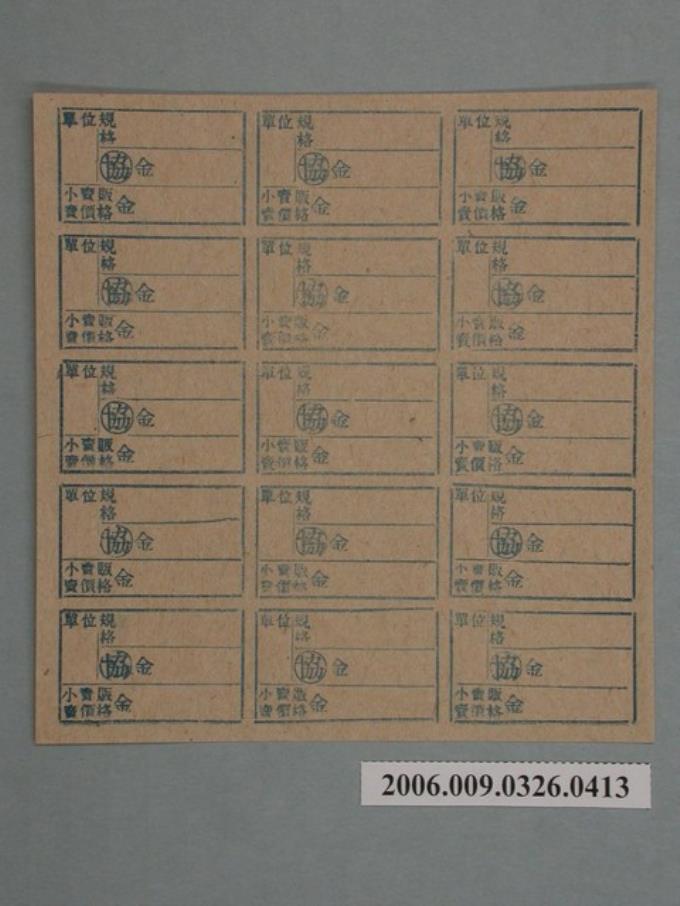 單位規
格
協 金
小賣販
賣價格 金
單位規
格
協 金
小賣販
賣價格 金
單位規
格
協 金
小賣販
賣價格 金
單位規
格
協 金
小賣販
賣價格 金
單位規
格
協 金
小賣販
賣價格 金
單位規
格
協 金
小賣販
賣價格 金
單位規
格
協 金
小賣販
賣價格 金
單位規
格
協 金
小賣販
賣價格 金
單位規
格
協 金
小賣販
賣價格 金
單位規
格
協 金
小賣販
賣價格 金
單位規
格
協 金
小賣販
賣價格 金
單位規
格
協 金
小賣販
賣價格 金
單位規
格
協 金
小賣販
賣價格 金
單位規
格
協 金
小賣販
賣價格 金
單位規
格
協 金
小賣販
賣價格 金
2006.009.0326.0413